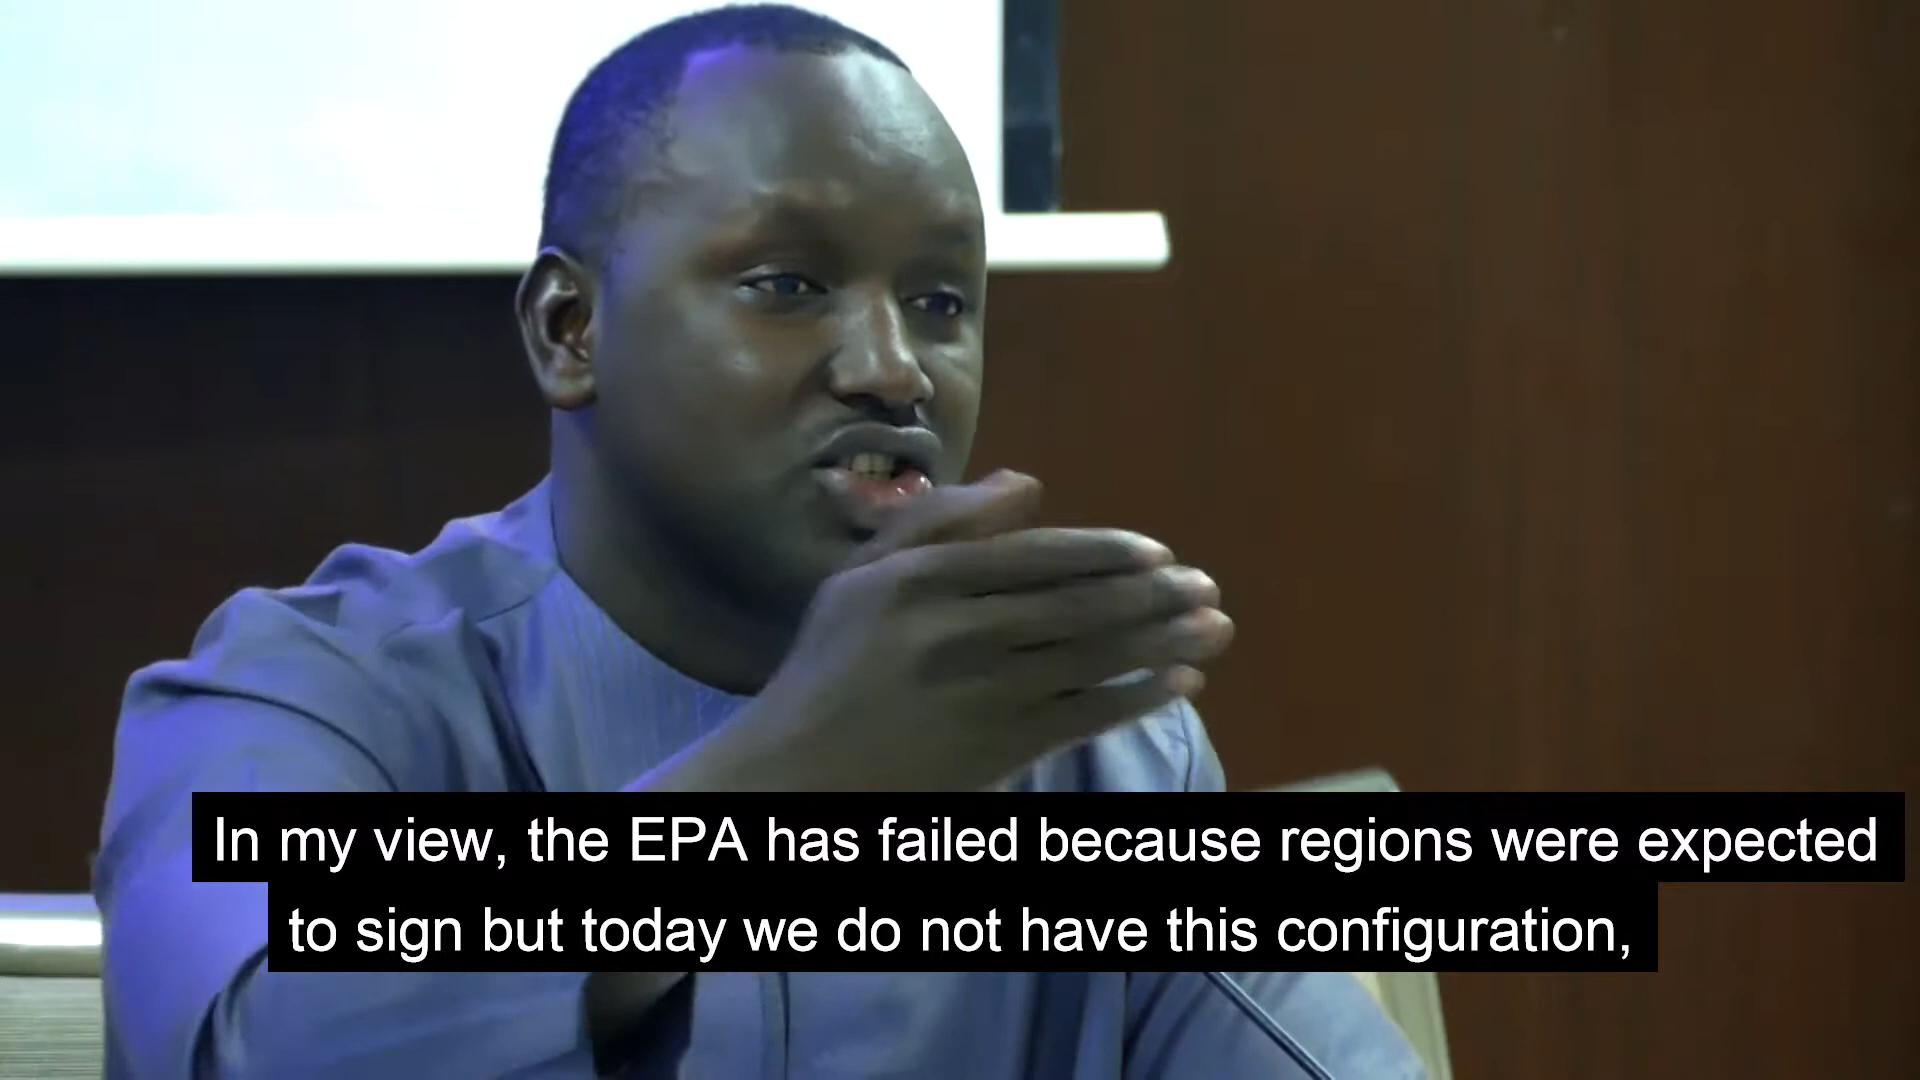 In my view, the EPA has failed because regions were expected
to sign but today we do not have this configuration,